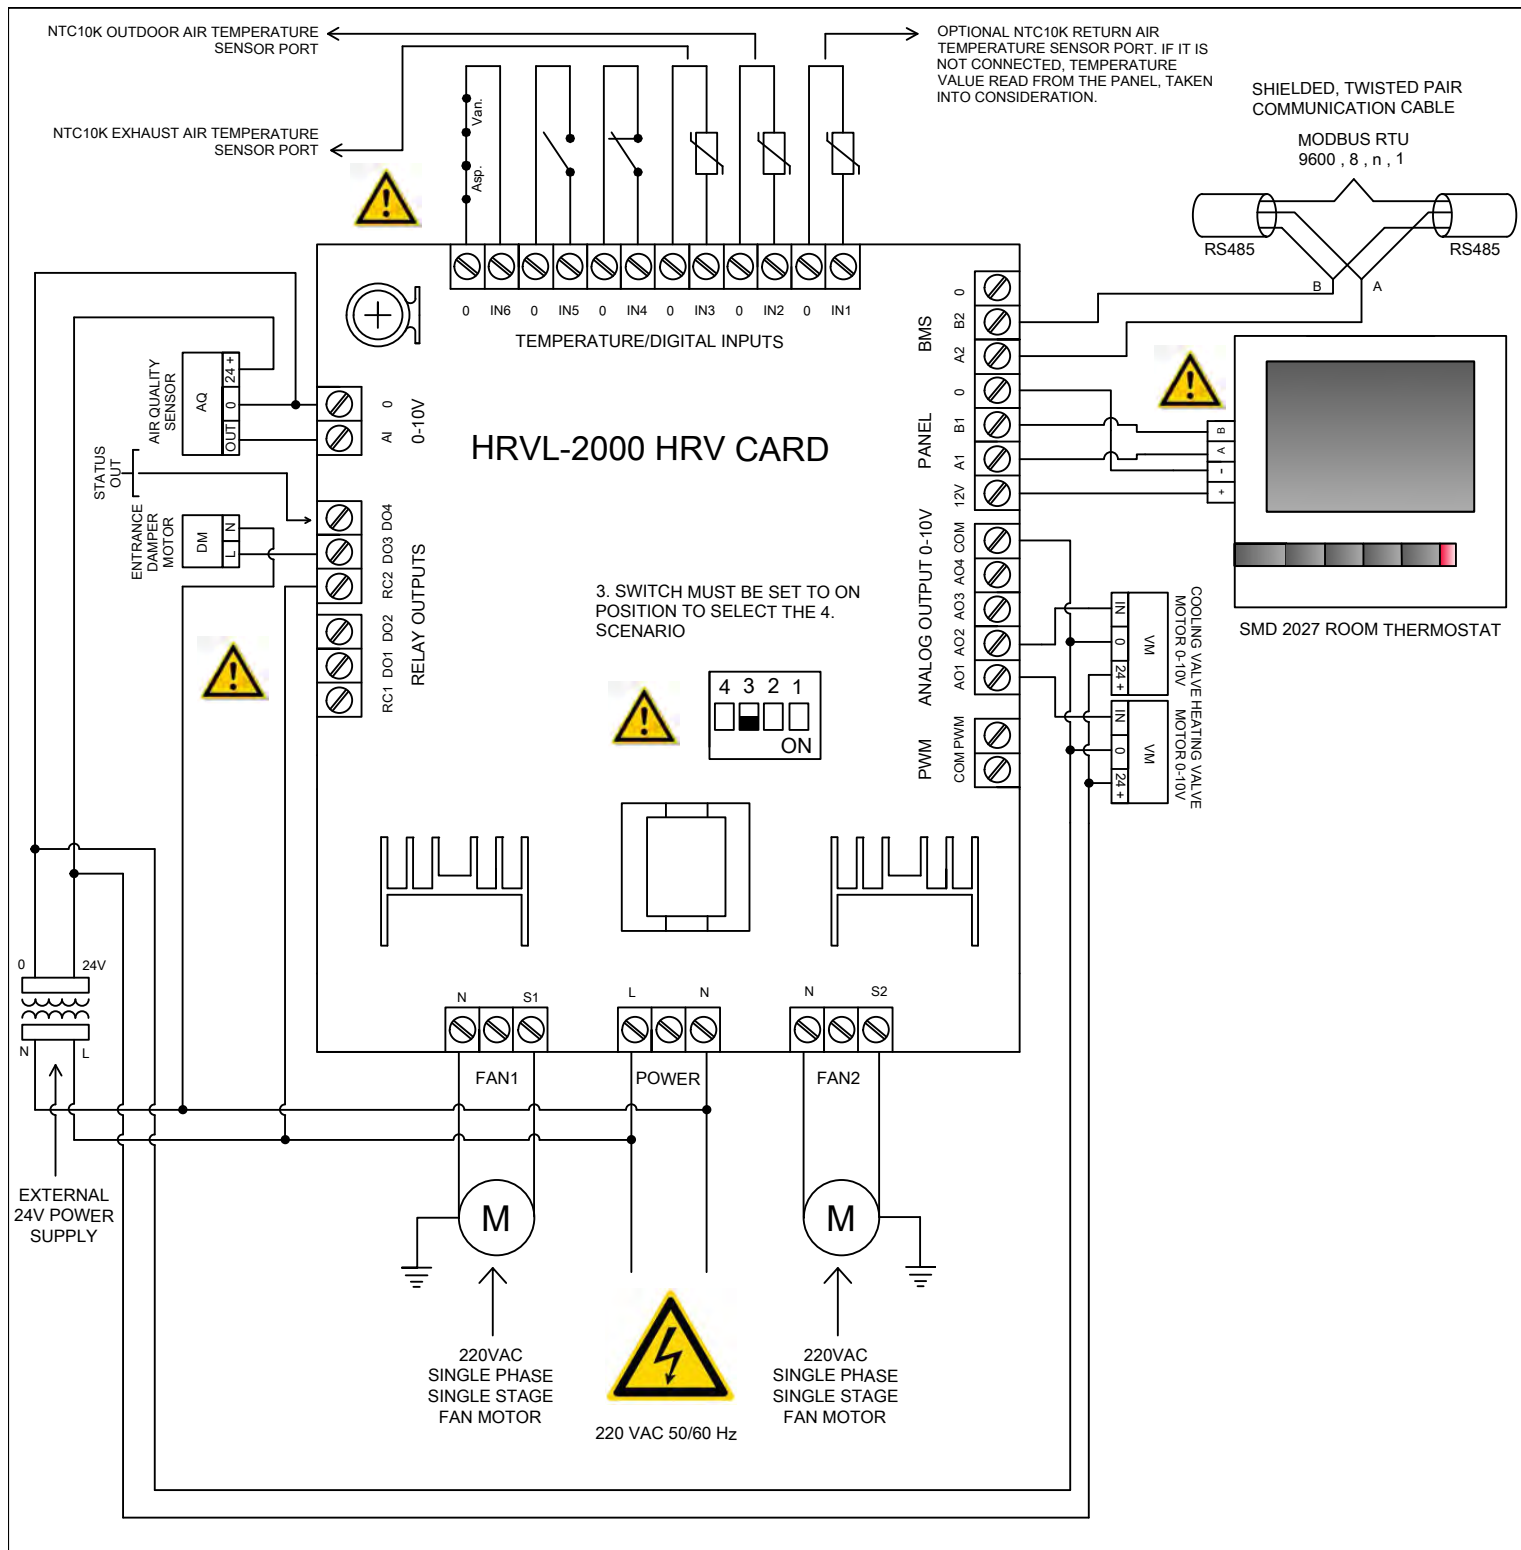 NTC10K OUTDOOR AIR TEMPERATURE
SENSOR PORT
NTC10K EXHAUST AIR TEMPERATURE
SENSOR PORT
OPTIONAL NTC10K RETURN AIR
TEMPERATURE SENSOR PORT. IF IT IS
NOT CONNECTED, TEMPERATURE
VALUE READ FROM THE PANEL, TAKEN
INTO CONSIDERATION.
SHIELDED, TWISTED PAIR
COMMUNICATION CABLE
MODBUS RTU
9600 , 8 , n , 1
RS485
RS485
B
A
Van.
Asp.
0 IN6 0 IN5 0 IN4 0 IN3 0 IN2 0 IN1
TEMPERATURE/DIGITAL INPUTS
HRVL-2000 HRV CARD
AIR QUALITY
SENSOR
AQ
24 +
0
OUT
0
AI
0-10V
STATUS
OUT
ENTRANCE
DAMPER
MOTOR
DM
N
L
DO4
DO3
RC2
DO2
DO1
RC1
RELAY OUTPUTS
0
B2
A2
BMS
0
B1
A1
12V
PANEL
COM
AO4
AO3
AO2
AO1
ANALOG OUTPUT 0-10V
PWM
COM
PWM
B
A
-
+
SMD 2027 ROOM THERMOSTAT
IN
0
24 +
VM
COOLING VALVE
MOTOR 0-10V
IN
0
24 +
VM
HEATING VALVE
MOTOR 0-10V
3. SWITCH MUST BE SET TO ON
POSITION TO SELECT THE 4.
SCENARIO
4 3 2 1
ON
0
24V
N
L
EXTERNAL
24V POWER
SUPPLY
N
S1
L
N
N
S2
FAN1
POWER
FAN2
M
M
220VAC
SINGLE PHASE
SINGLE STAGE
FAN MOTOR
220 VAC 50/60 Hz
220VAC
SINGLE PHASE
SINGLE STAGE
FAN MOTOR